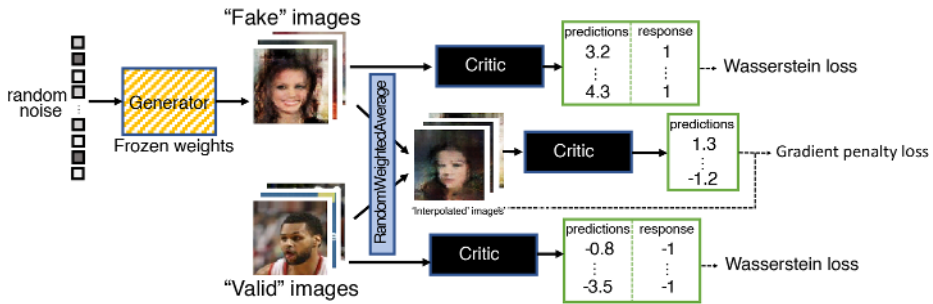 "Fake" images
predictions response
3.2 1
4.3 1
Critic
Wasserstein loss
random
noise
Generator
Frozen weights
RandomWeightedAverage
predictions
1.3
-1.2
Critic
Gradient penalty loss
'Interpolated' images
predictions response
-0.8 -1
-3.5 -1
Critic
Wasserstein loss
"Valid" images